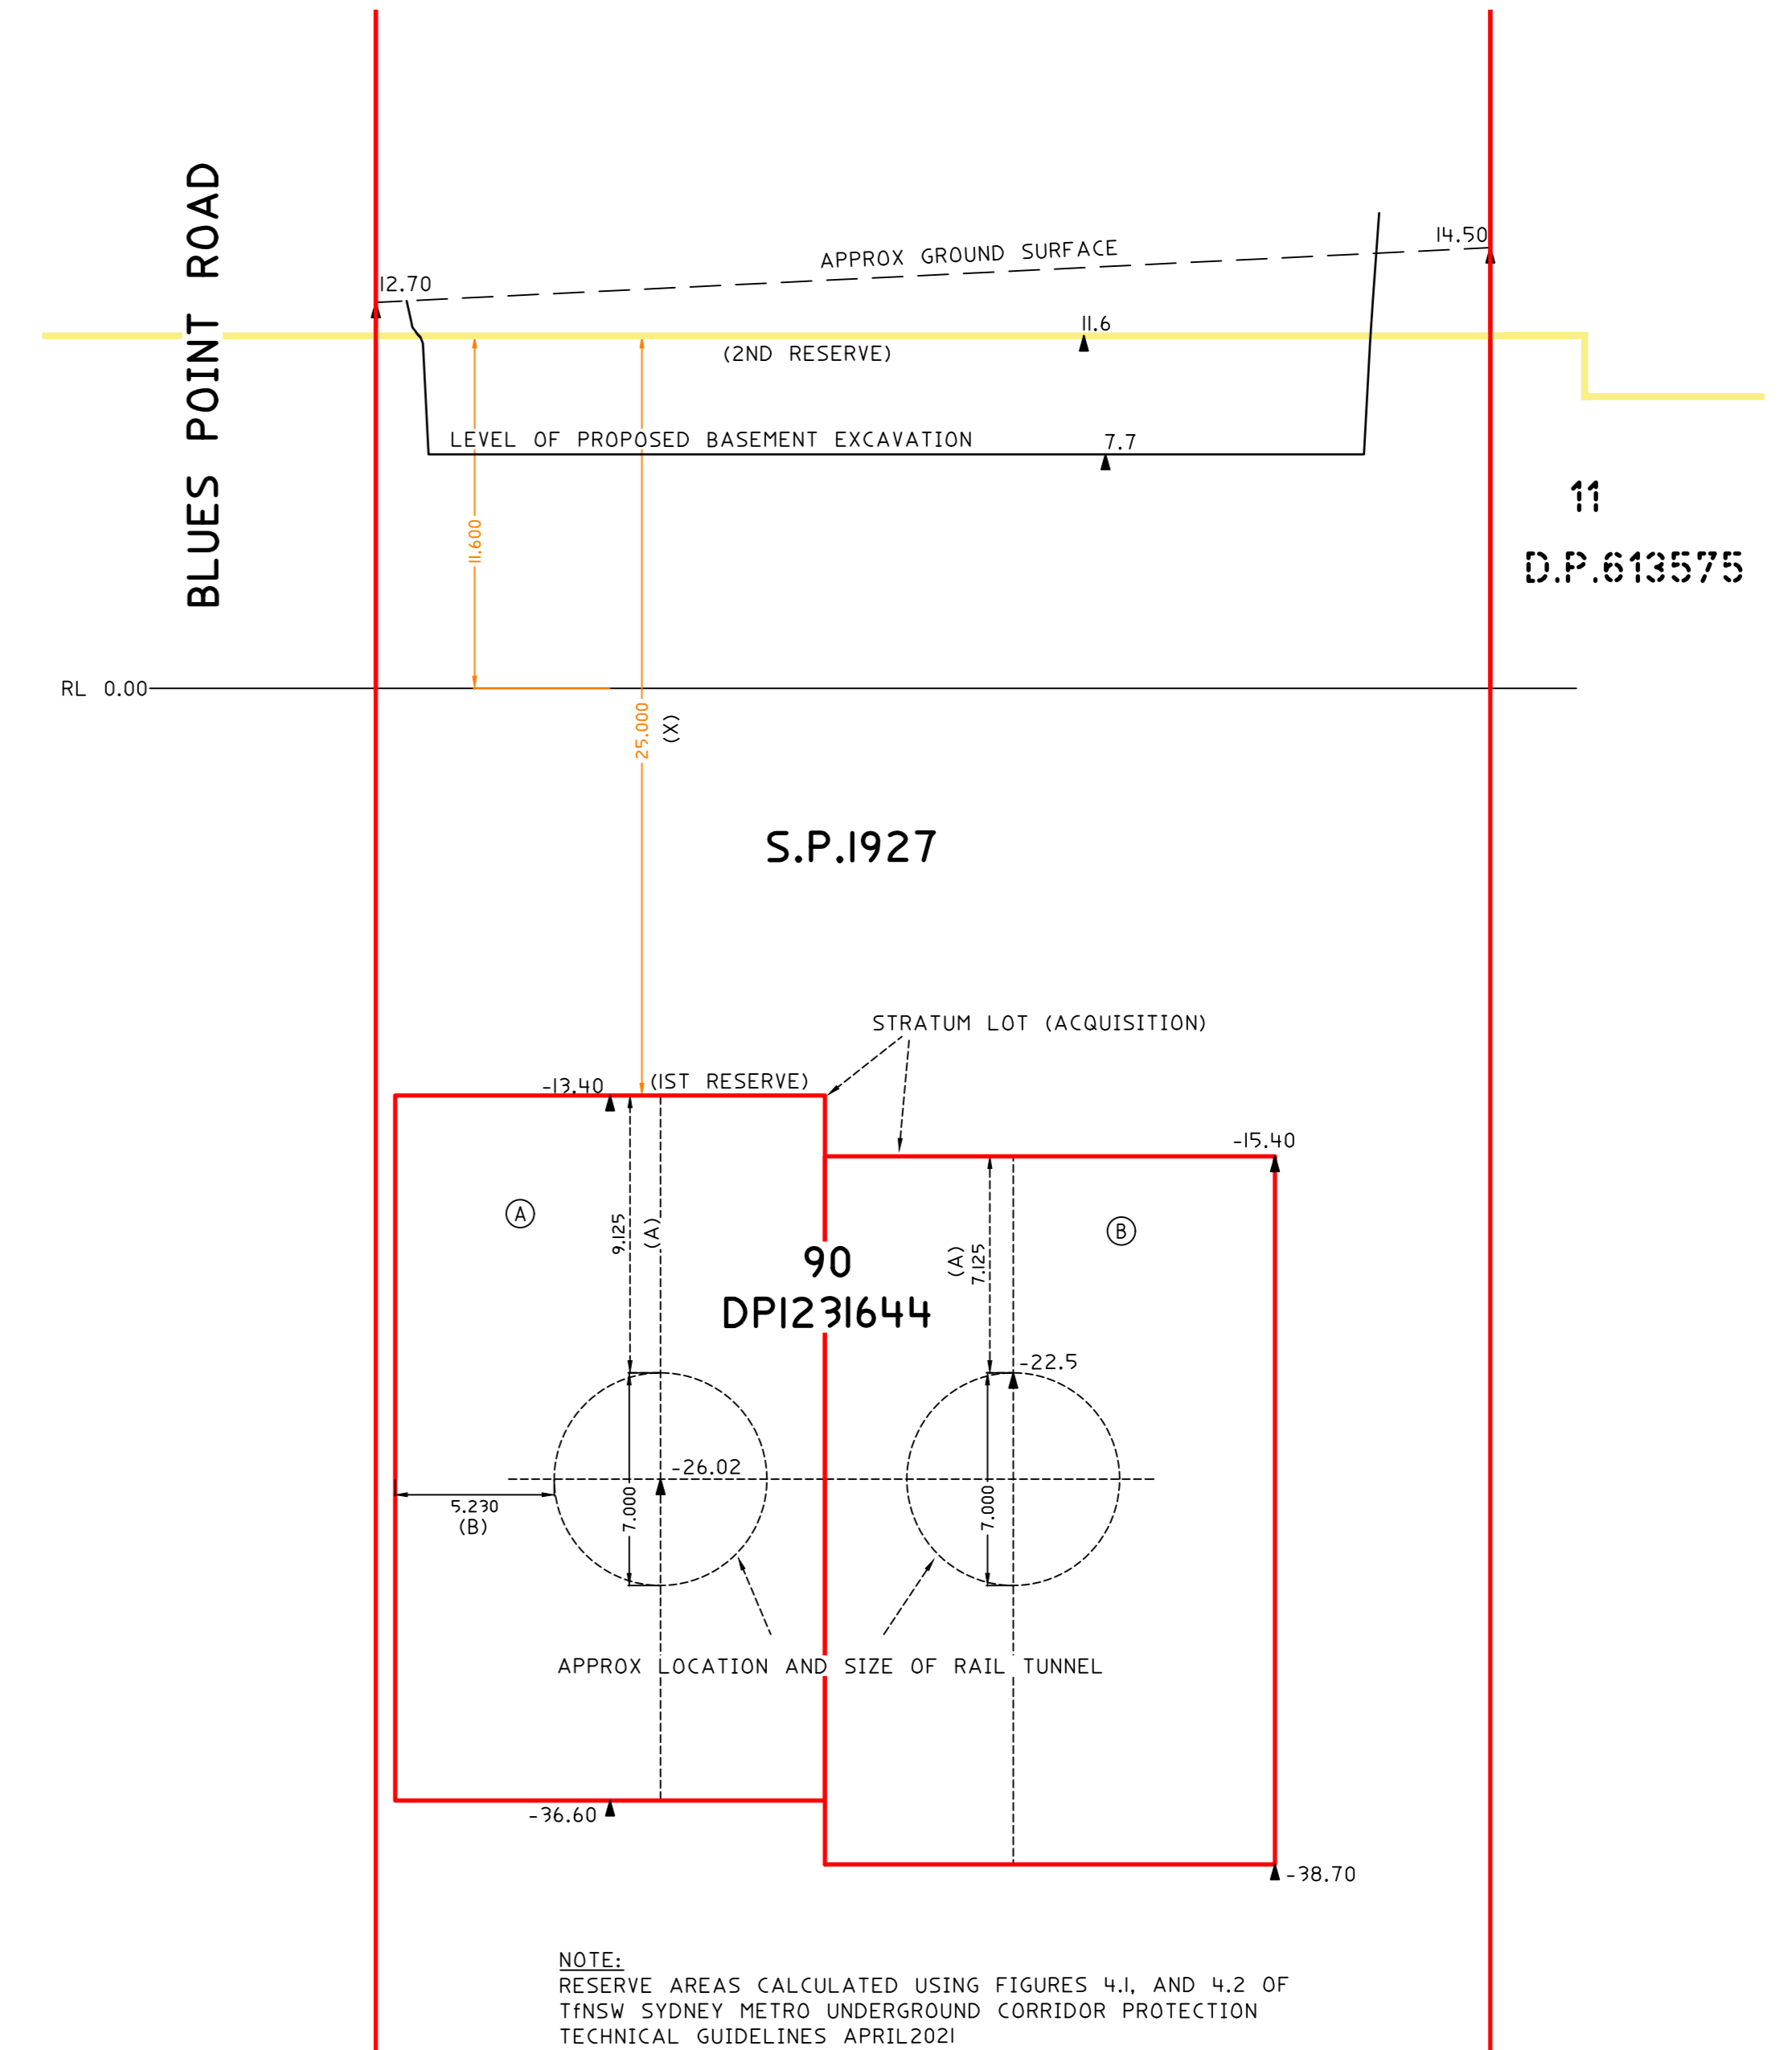 BLUES POINT ROAD
12.70
APPROX GROUND SURFACE
14.50
11.6
(2ND RESERVE)
LEVEL OF PROPOSED BASEMENT EXCAVATION
7.7
11
D.P.613575
11.600
RL 0.00
25.000
(X)
S.P.1927
STRATUM LOT (ACQUISITION)
-13.40
(1ST RESERVE)
-15.40
A
9.125
(A)
90
DP1231644
(A)
7.125
B
-22.5
-26.02
5.230
(B)
7.000
7.000
APPROX LOCATION AND SIZE OF RAIL TUNNEL
-36.60
-38.70
NOTE:
RESERVE AREAS CALCULATED USING FIGURES 4.1, AND 4.2 OF
TfNSW SYDNEY METRO UNDERGROUND CORRIDOR PROTECTION
TECHNICAL GUIDELINES APRIL2021